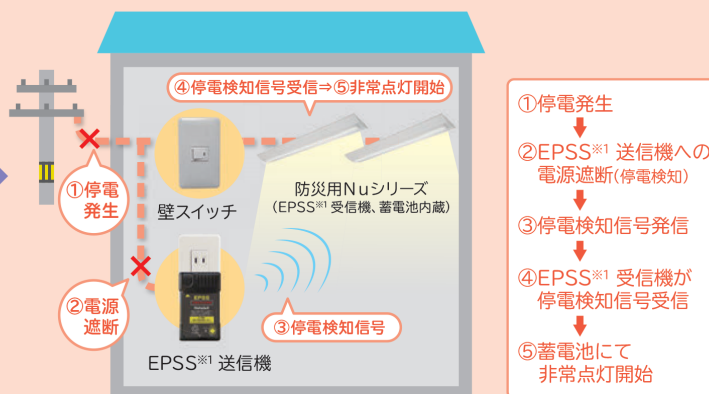 ④停電検知信号受信⇒⑤非常点灯開始
①停電
発生
壁スイッチ
防災用Nuシリーズ
(EPSS※1 受信機、蓄電池内蔵)
②電源
遮断
EPSS
③停電検知信号
EPSS※1 送信機
①停電発生
②EPSS※1 送信機への
電源遮断(停電検知)
③停電検知信号発信
④EPSS※1 受信機が
停電検知信号受信
⑤蓄電池にて
非常点灯開始